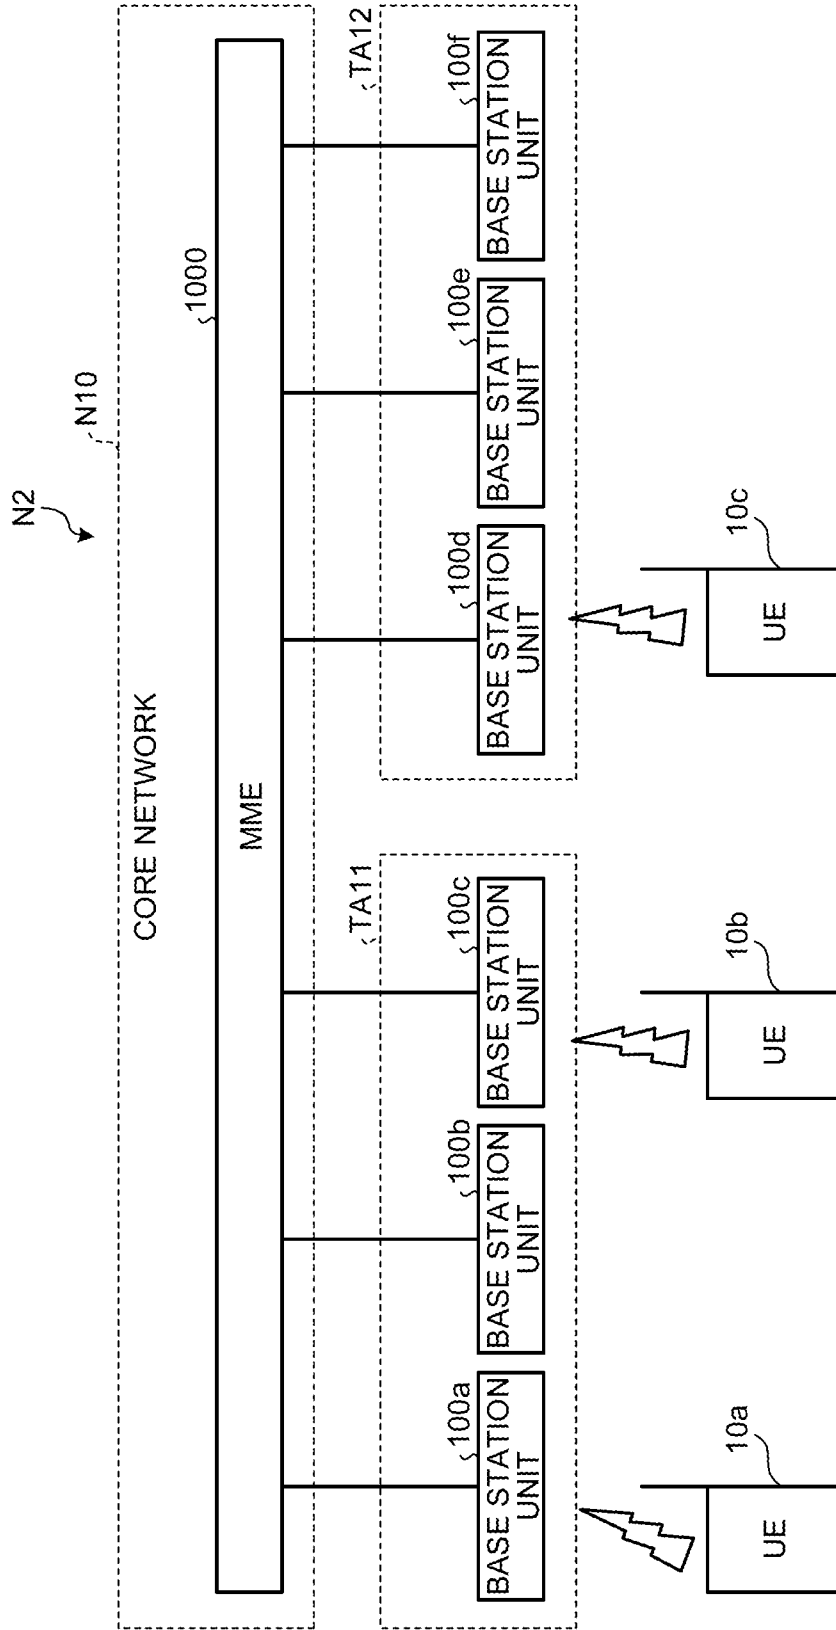 N2
N10
CORE NETWORK
1000
MME
TA11
TA12
100a
BASE STATION
UNIT
100b
BASE STATION
UNIT
100c
BASE STATION
UNIT
100d
BASE STATION
UNIT
100e
BASE STATION
UNIT
100f
BASE STATION
UNIT
10a
UE
10b
UE
10c
UE